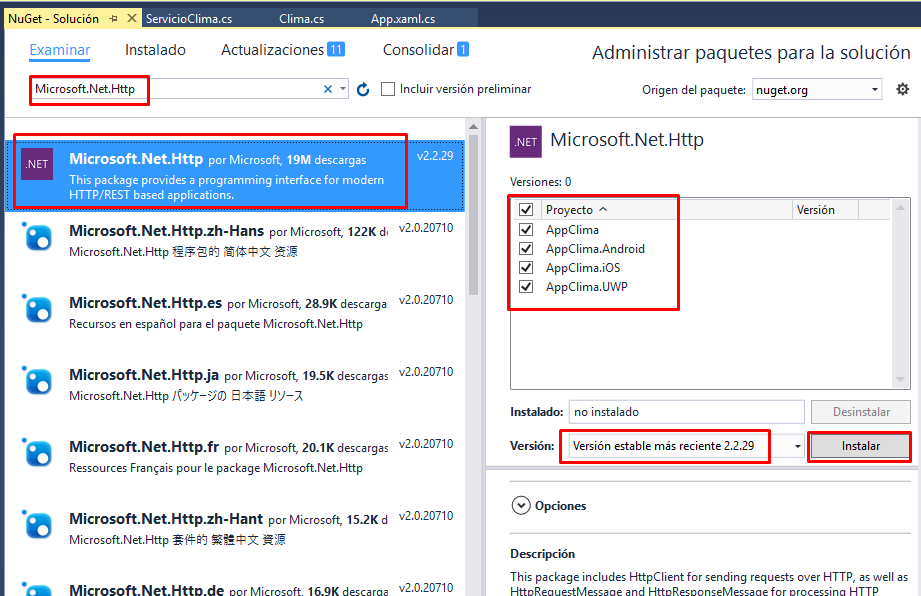 NuGet - Solución
ServicioClima.cs
Clima.cs
App.xaml.cs
Examinar
Instalado
Actualizaciones 11
Consolidar 1
Administrar paquetes para la solución
Microsoft.Net.Http
Incluir versión preliminar
Origen del paquete: nuget.org
.NET
Microsoft.Net.Http por Microsoft, 19M descargas
v2.2.29
This package provides a programming interface for modern
HTTP/REST based applications.
Microsoft.Net.Http.zh-Hans por Microsoft, 122K de
v2.0.20710
Microsoft.Net.Http 程序包的 简体中文 资源
Microsoft.Net.Http.es por Microsoft, 28.9K descarga
v2.0.20710
Recursos en español para el paquete Microsoft.Net.Http
Microsoft.Net.Http.ja por Microsoft, 19.5K descargas
v2.0.20710
Microsoft.Net.Http パッケージの 日本語 リソース
Microsoft.Net.Http.fr por Microsoft, 20.1K descargas
v2.0.20710
Ressources Français pour le package Microsoft.Net.Http
Microsoft.Net.Http.zh-Hant por Microsoft, 15.2K d
v2.0.20710
Microsoft.Net.Http 套件的 繁體中文 資源
Microsoft.Net.Http.de por Microsoft, 16.9K descargas
v2.0.20710
.NET
Microsoft.Net.Http
Versiones: 0
Proyecto
Versión
AppClima
AppClima.Android
AppClima.iOS
AppClima.UWP
Instalado: no instalado
Desinstalar
Versión: Versión estable más reciente 2.2.29
Instalar
Opciones
Descripción
This package includes HttpClient for sending requests over HTTP, as well as
HttpRequestMessage and HttpResponseMessage for processing HTTP